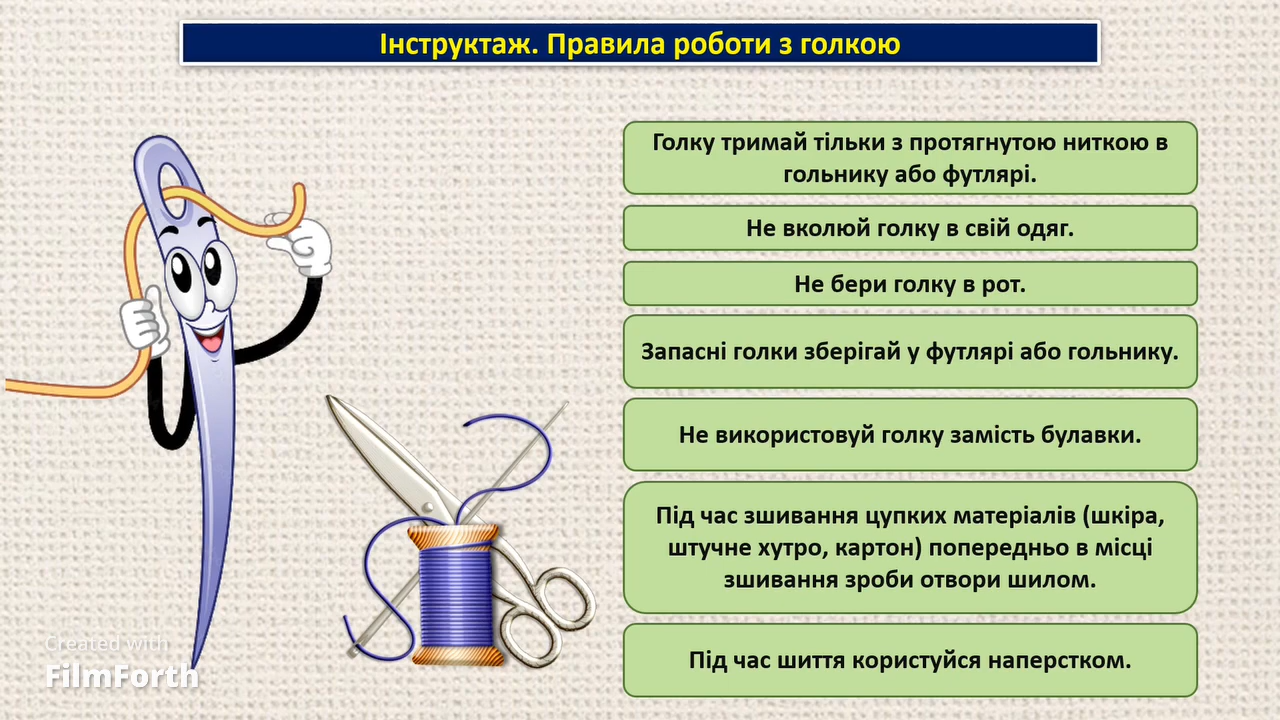 Інструктаж. Правила роботи з голкою
Голку тримай тільки з протягнутою ниткою в
гольнику або футлярі.
Не вколюй голку в свій одяг.
Не бери голку в рот.
Запасні голки зберігай у футлярі або гольнику.
Не використовуй голку замість булавки.
Під час зшивання цупких матеріалів (шкіра,
штучне хутро, картон) попередньо в місці
зшивання зроби отвори шилом.
Під час шиття користуйся наперстком.
Created with
FilmForth